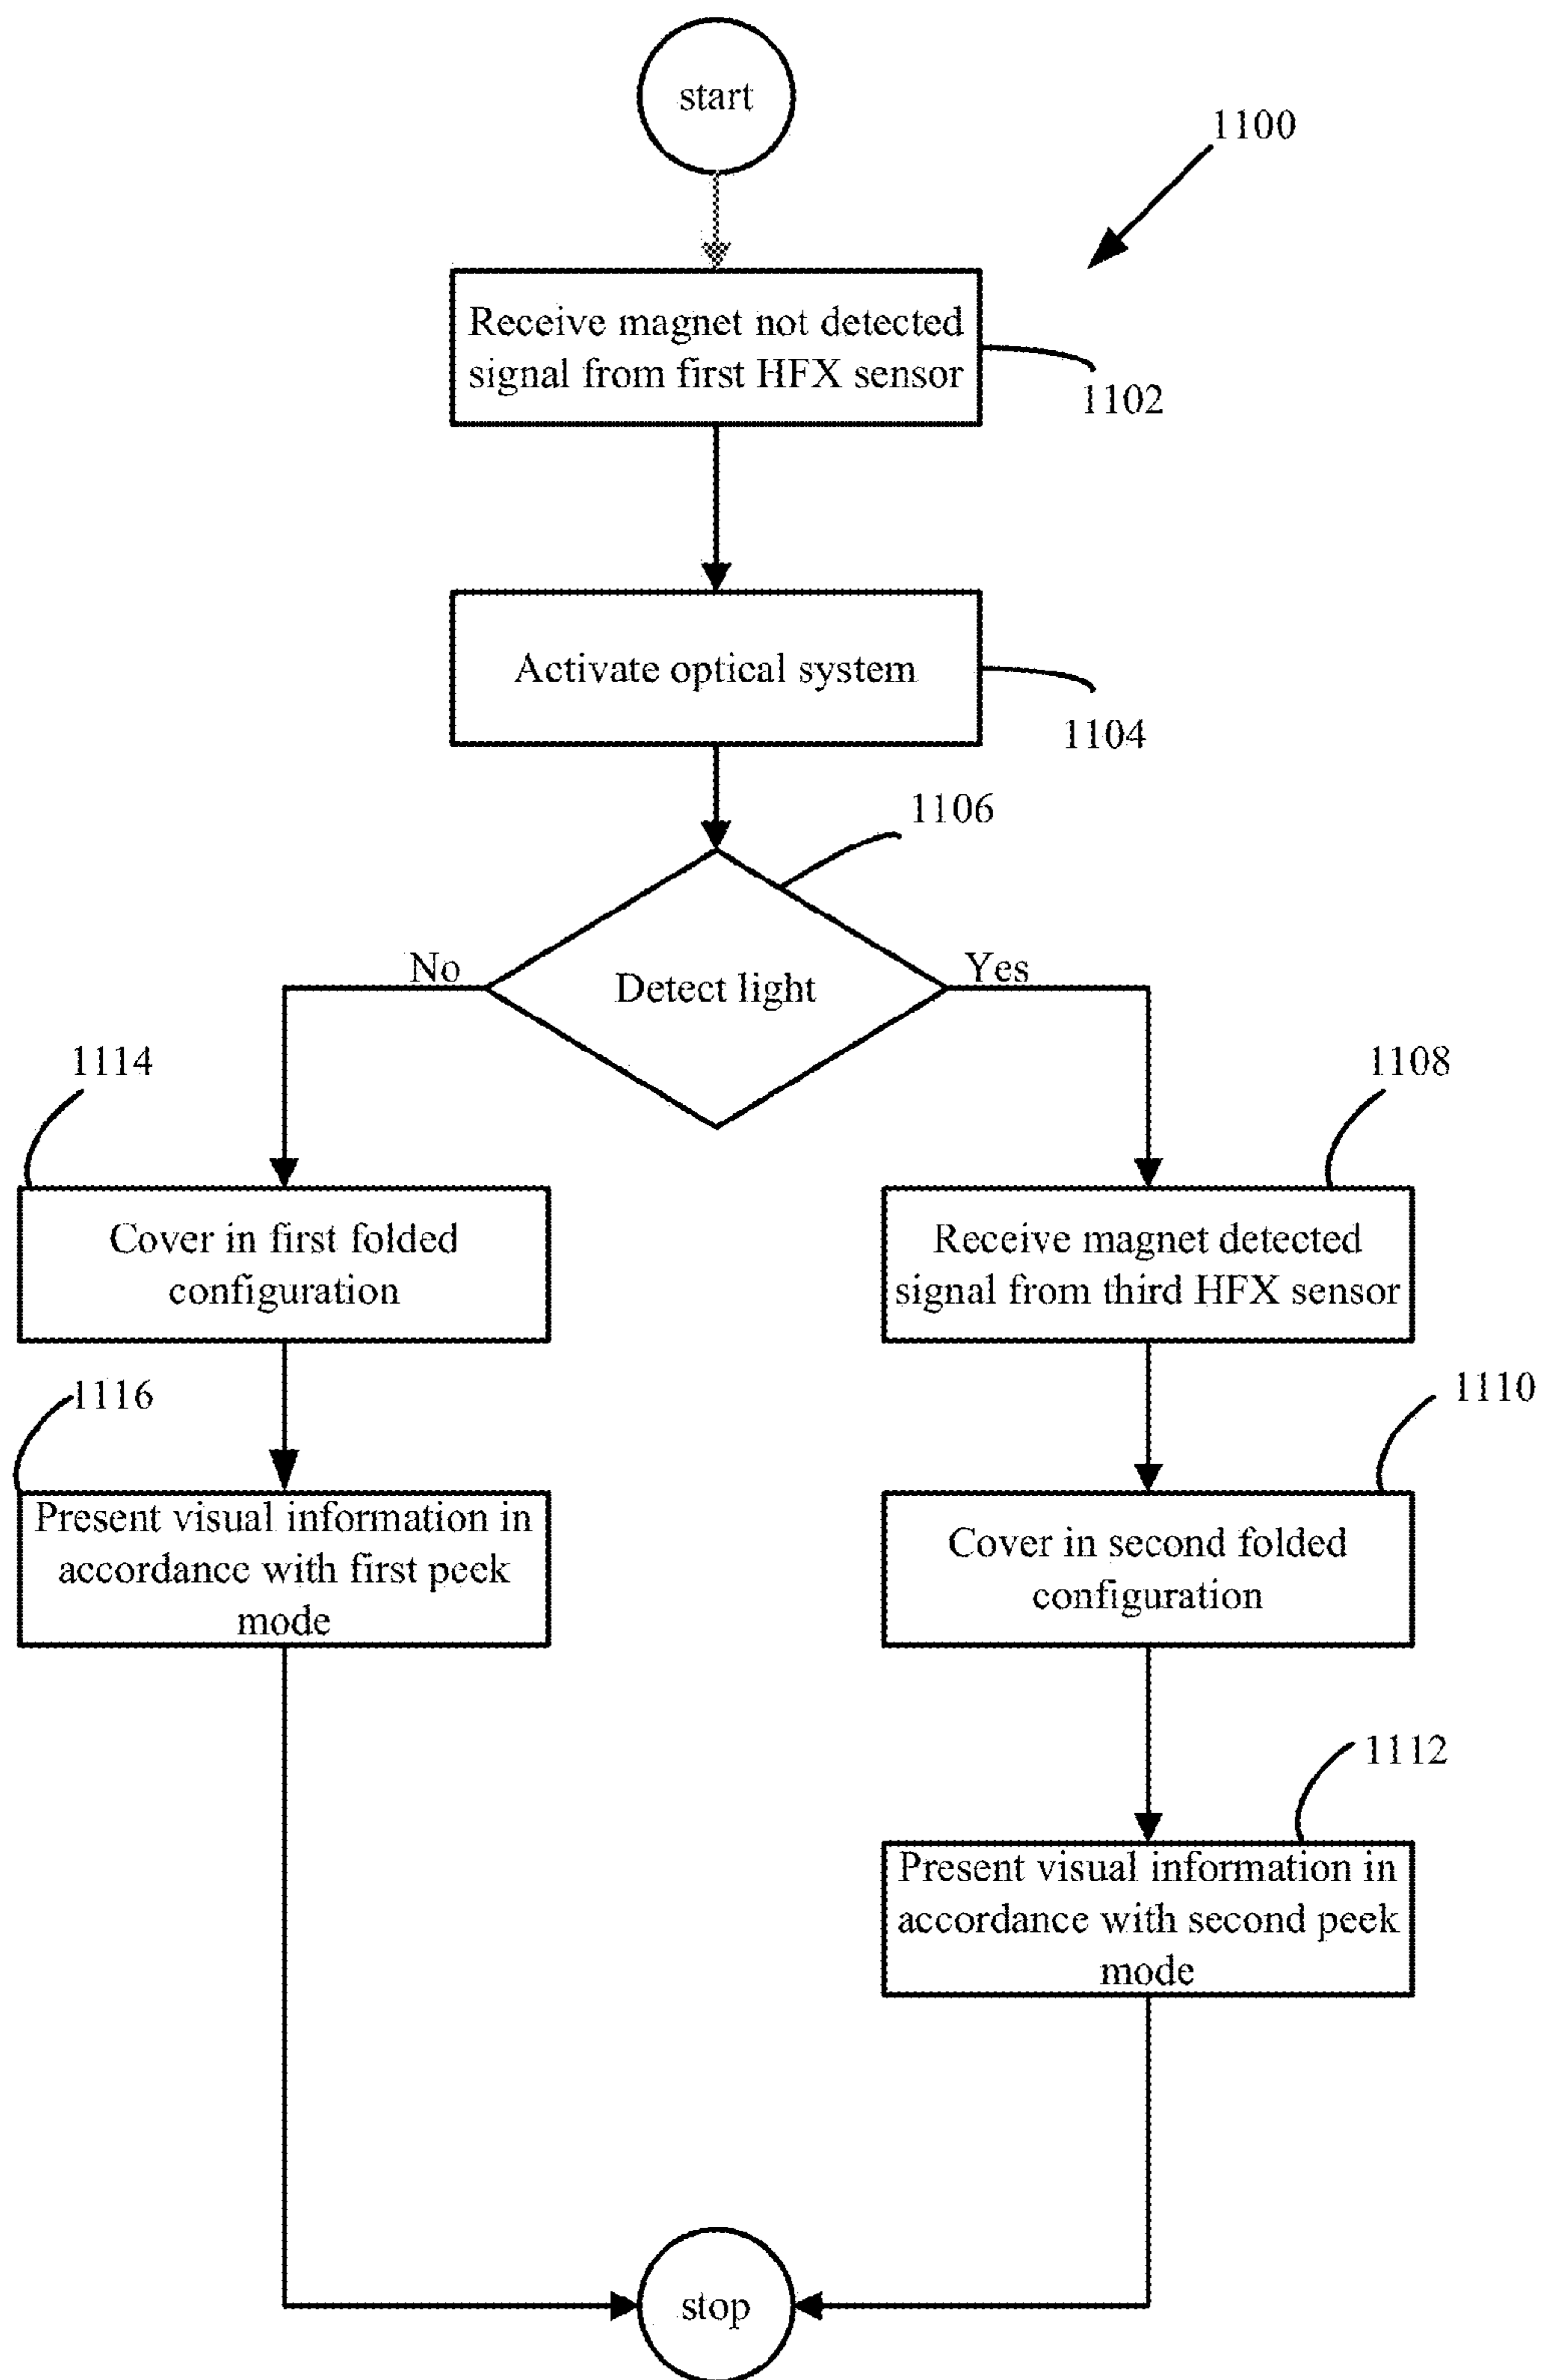 start
1100
Receive magnet not detected
signal from first HFX sensor
1102
Activate optical system
1104
1106
No
Detect light
Yes
1114
1108
Cover in first folded
configuration
Receive magnet detected
signal from third HFX sensor
1116
1110
Present visual information in
accordance with first peek
mode
Cover in second folded
configuration
1112
Present visual information in
accordance with second peek
mode
stop